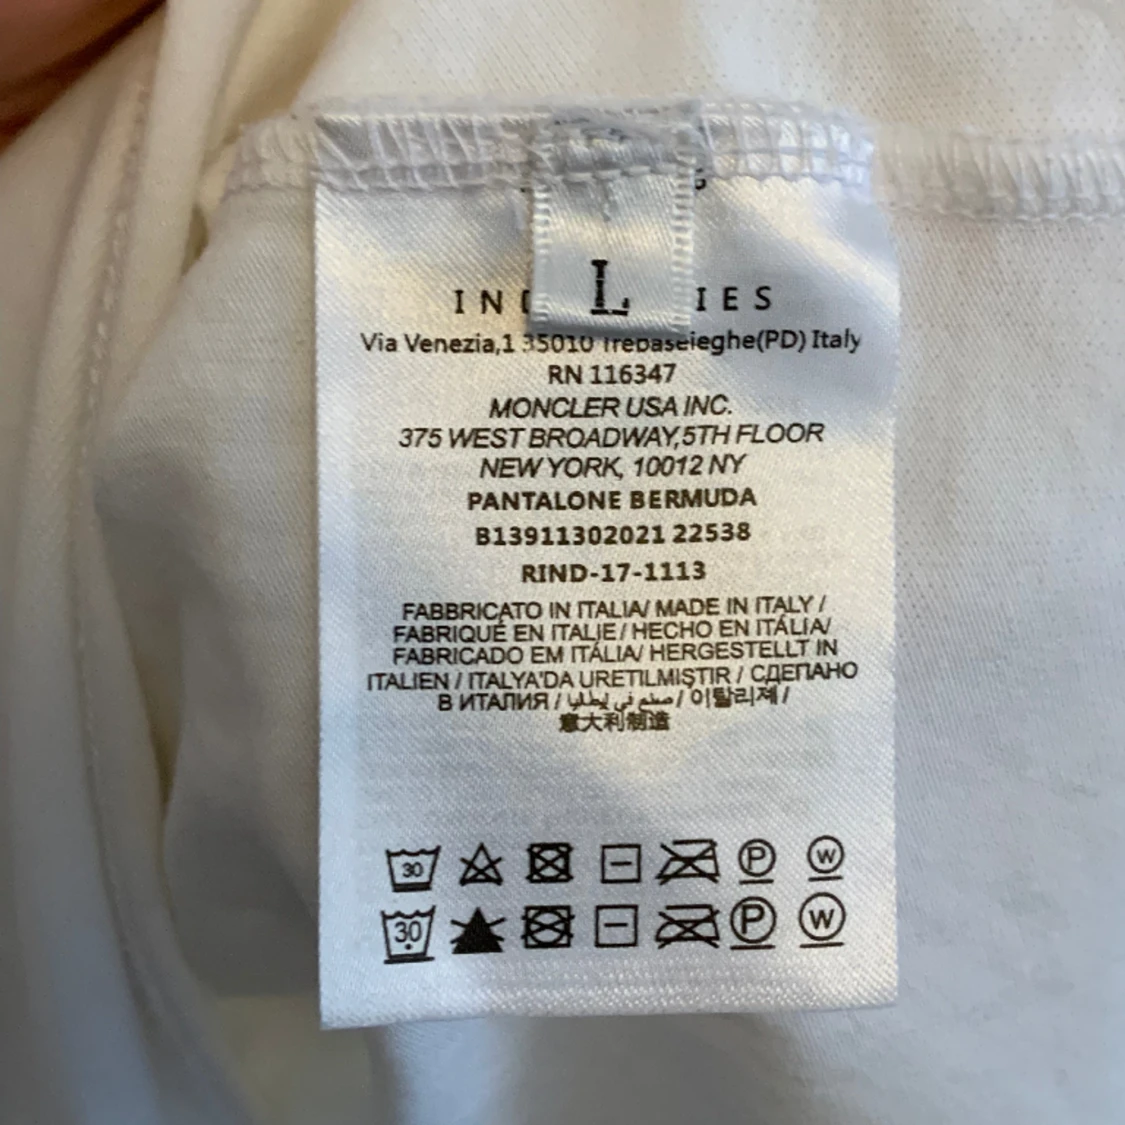 L
Via Venezia,1 35010 Trebaseleghe(PD) Italy
RN 116347
MONCLER USA INC.
375 WEST BROADWAY,5TH FLOOR
NEW YORK, 10012 NY
PANTALONE BERMUDA
B13911302021 22538
RIND-17-1113
FABBRICATO IN ITALIA/ MADE IN ITALY /
FABRIQUÉ EN ITALIE / HECHO EN ITÁLIA/
FABRICADO EM ITÁLIA/ HERGESTELLT IN
ITALIEN / ITALYA'DA URETILMIŞTIR / СДЕПАНО
В ИТАПИЯ / صنع في إيطاليا / 이탈리제 /
意大利制造
30 P W
30 P W